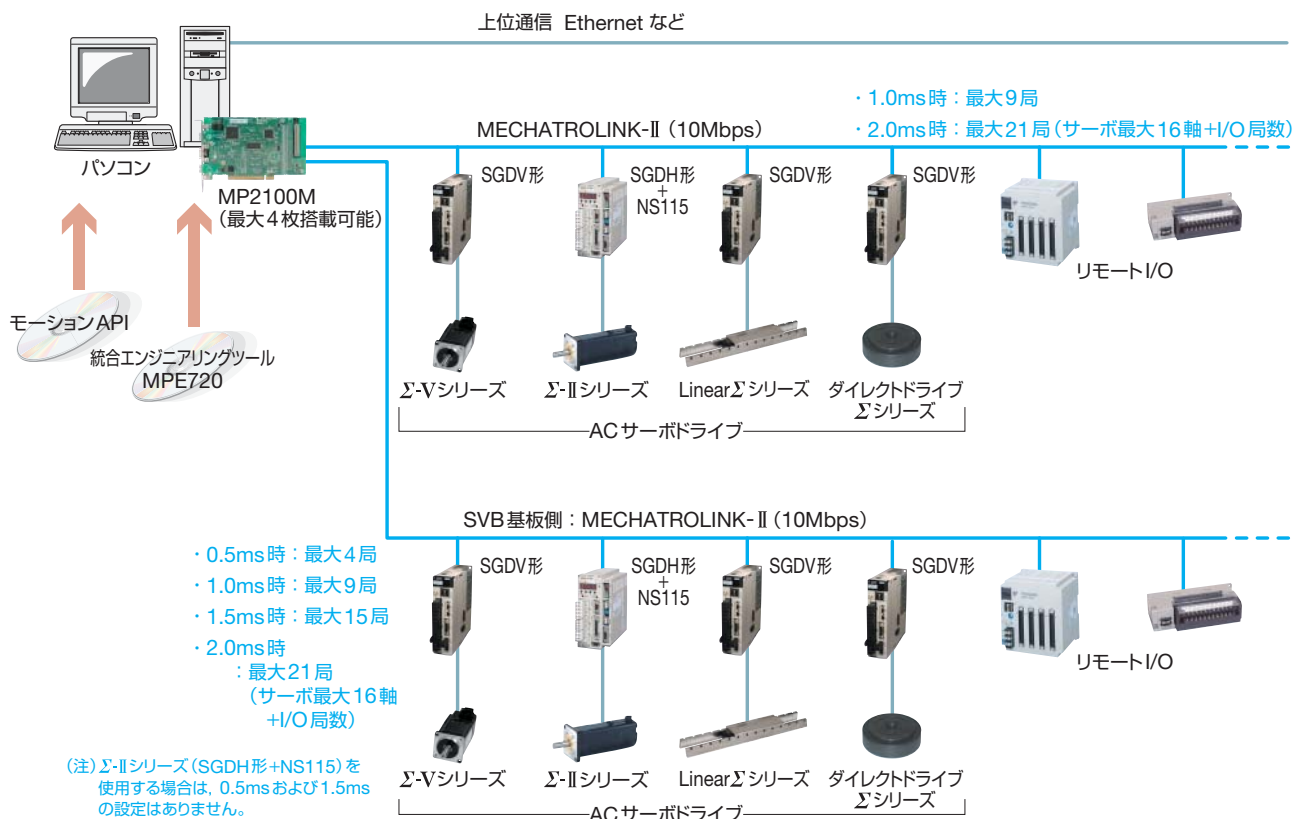 上位通信 Ethernet など
パソコン
MP2100M
(最大4枚搭載可能)
モーションAPI
統合エンジニアリングツール
MPE720
・1.0ms時：最大9局
・2.0ms時：最大21局(サーボ最大16軸+I/O局数)
MECHATROLINK-Ⅱ(10Mbps)
SGDV形
SGDH形
+
NS115
SGDV形
SGDV形
リモートI/O
Σ-Vシリーズ
Σ-Ⅱシリーズ
LinearΣシリーズ
ダイレクトドライブ
Σシリーズ
ACサーボドライブ
SVB基板側：MECHATROLINK-Ⅱ(10Mbps)
・0.5ms時：最大4局
・1.0ms時：最大9局
・1.5ms時：最大15局
・2.0ms時
：最大21局
(サーボ最大16軸
+I/O局数)
SGDV形
SGDH形
+
NS115
SGDV形
SGDV形
リモートI/O
Σ-Vシリーズ
Σ-Ⅱシリーズ
LinearΣシリーズ
ダイレクトドライブ
Σシリーズ
ACサーボドライブ
(注)Σ-Ⅱシリーズ(SGDH形+NS115)を
使用する場合は, 0.5msおよび1.5ms
の設定はありません。